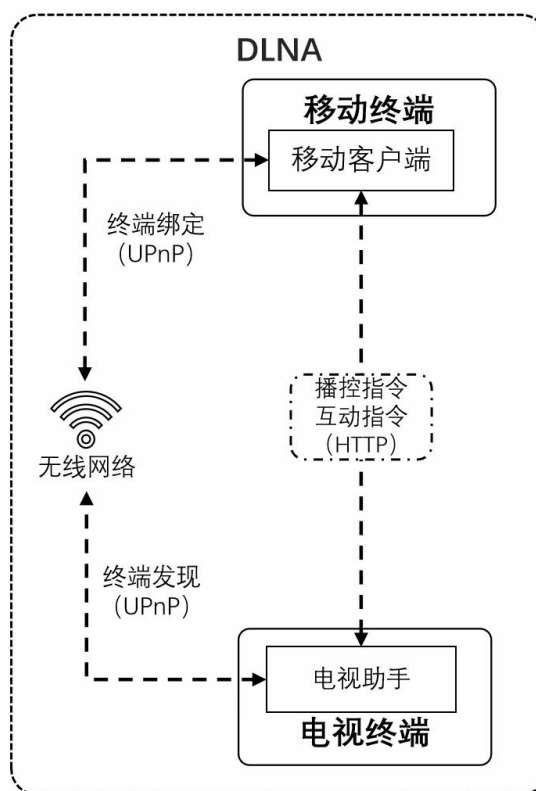 DLNA
移动终端
移动客户端
终端绑定
（UPnP）
播控指令
互动指令
（HTTP）
无线网络
终端发现
（UPnP）
电视助手
电视终端